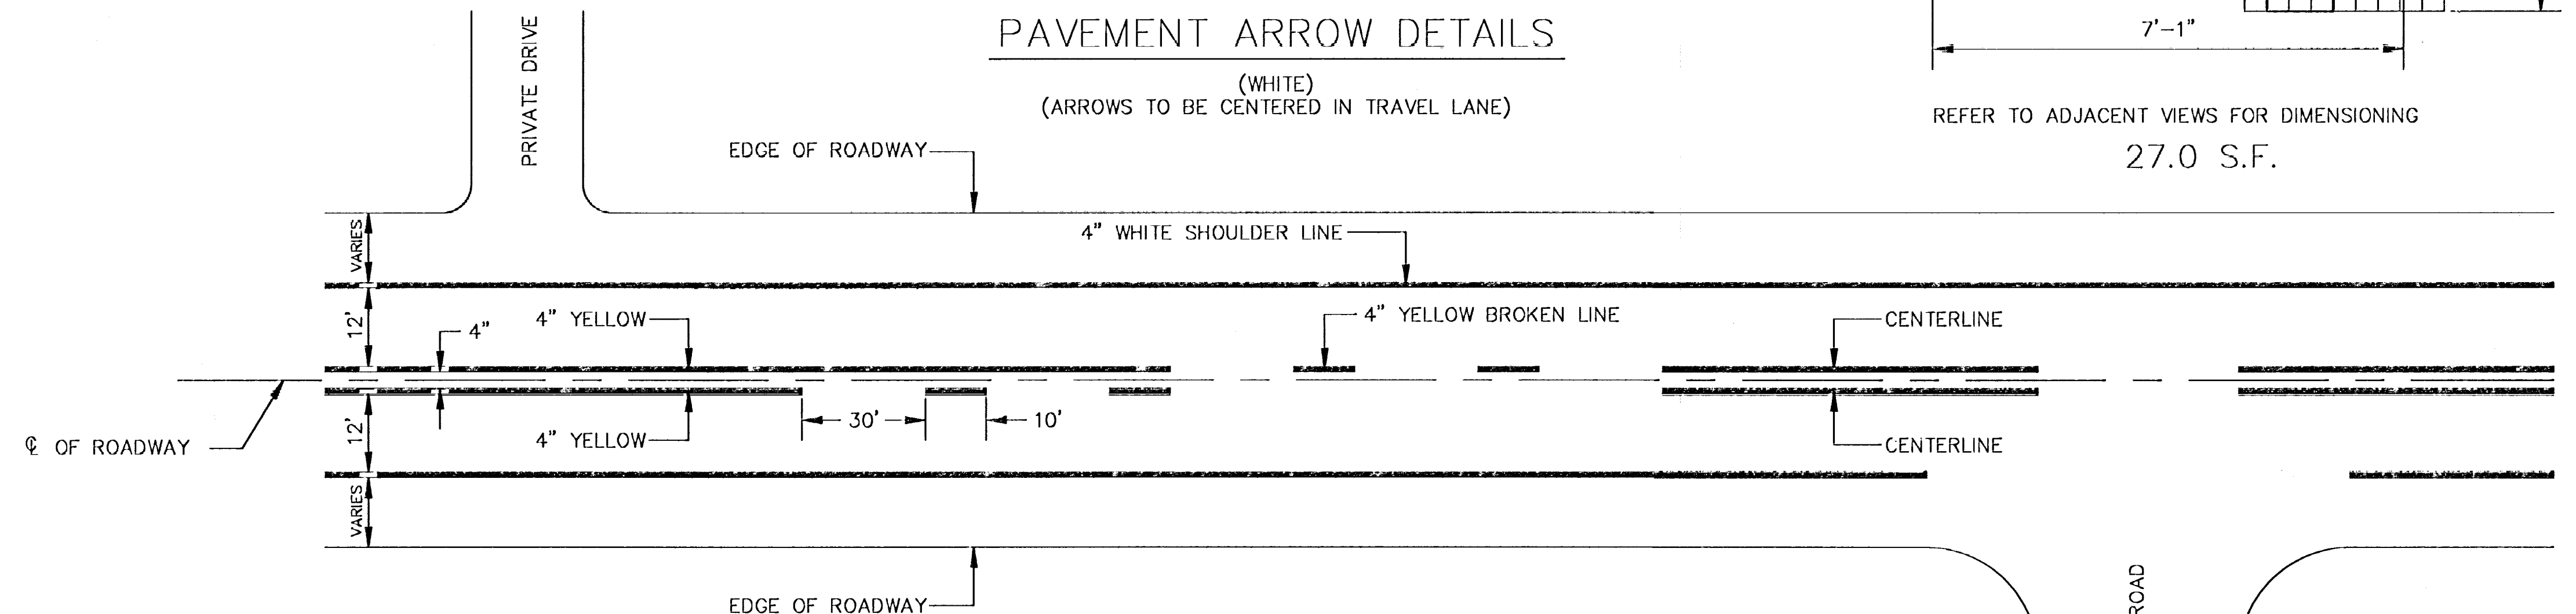 PRIVATE DRIVE
PAVEMENT ARROW DETAILS
(WHITE)
(ARROWS TO BE CENTERED IN TRAVEL LANE)
7'-1"
REFER TO ADJACENT VIEWS FOR DIMENSIONING
27.0 S.F.
EDGE OF ROADWAY
VARIES
4" WHITE SHOULDER LINE
12'
4"
4" YELLOW
4" YELLOW BROKEN LINE
CENTERLINE
℄ OF ROADWAY
12'
4" YELLOW
30'
10'
CENTERLINE
VARIES
EDGE OF ROADWAY
ROAD